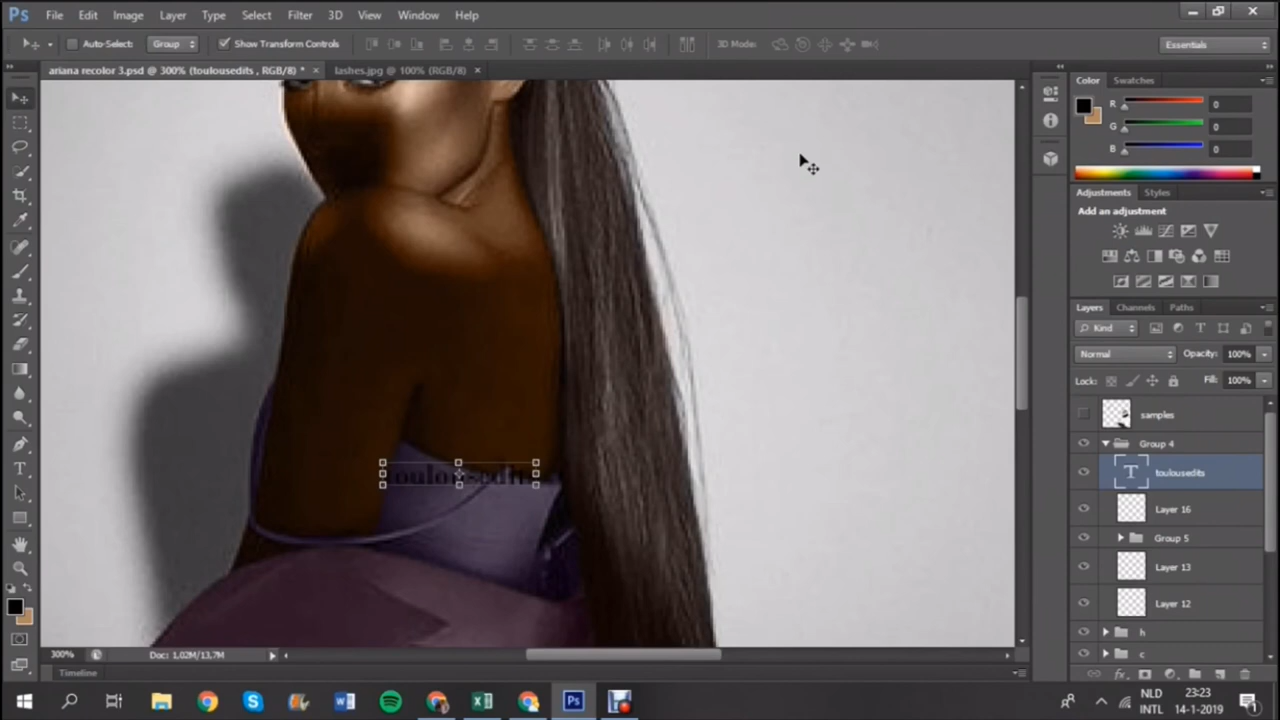 Ps File Edit Image Layer Type Select Filter 3D View Window Help
Auto-Select: Group Show Transform Controls 3D Mode: Essentials
ariana recolor 3.psd @ 300% (toulousedits , RGB/8) * × lashes.jpg @ 100% (RGB/8) ×
Color Swatches
R 0
G 0
B 0
Adjustments Styles
Add an adjustment
Layers Channels Paths
Kind
Normal Opacity: 100%
Lock: Fill: 100%
samples
Group 4
toulousedits
Layer 16
Group 5
Layer 13
Layer 12
h
c
toulousedits
300% Doc: 1,02M/13,7M
Timeline
NLD 23:23
INTL 14-1-2019